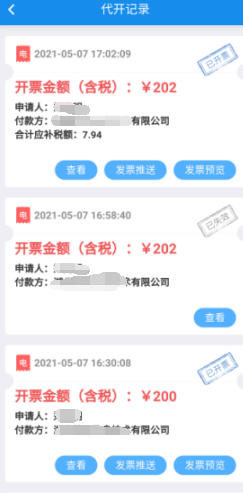 代开记录
电 2021-05-07 17:02:09
已开票
开票金额（含税）：￥202
申请人：
付款方： 有限公司
合计应补税额：7.94
查看 发票推送 发票预览
电 2021-05-07 16:58:40
已失效
开票金额（含税）：￥202
申请人：
付款方： 有限公司
查看
电 2021-05-07 16:30:08
已开票
开票金额（含税）：￥200
申请人：
付款方： 有限公司
查看 发票推送 发票预览